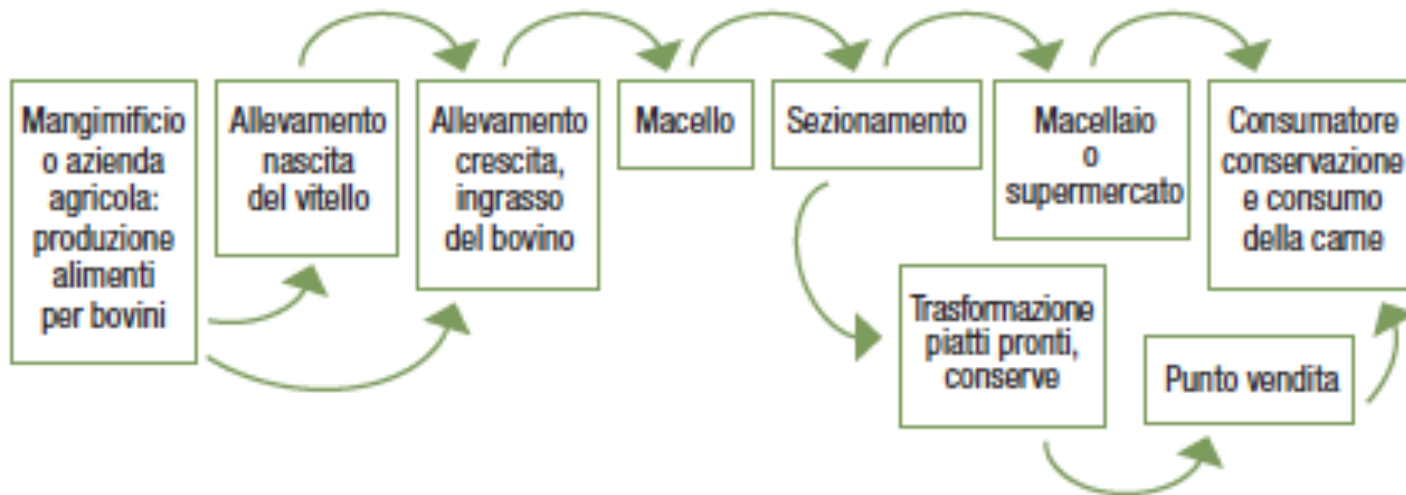 Mangimificio
o azienda
agricola:
produzione
alimenti
per bovini
Allevamento
nascita
del vitello
Allevamento
crescita,
ingrasso
del bovino
Macello
Sezionamento
Macellaio
o
supermercato
Consumatore
conservazione
e consumo
della carne
Trasformazione
piatti pronti,
conserve
Punto vendita